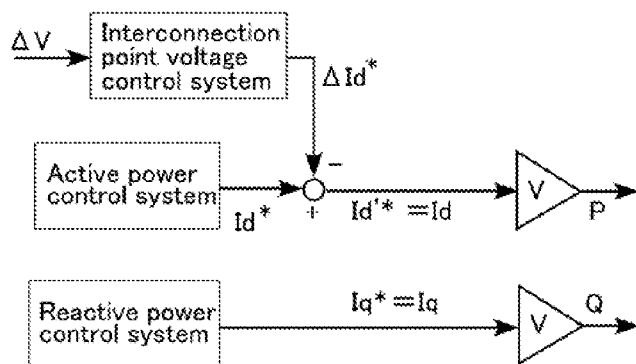 ΔV
Interconnection
point voltage
control system
ΔId*
Active power
control system
Id*
−
+
Id'* =Id
V
P
Reactive power
control system
Iq* =Iq
V
Q